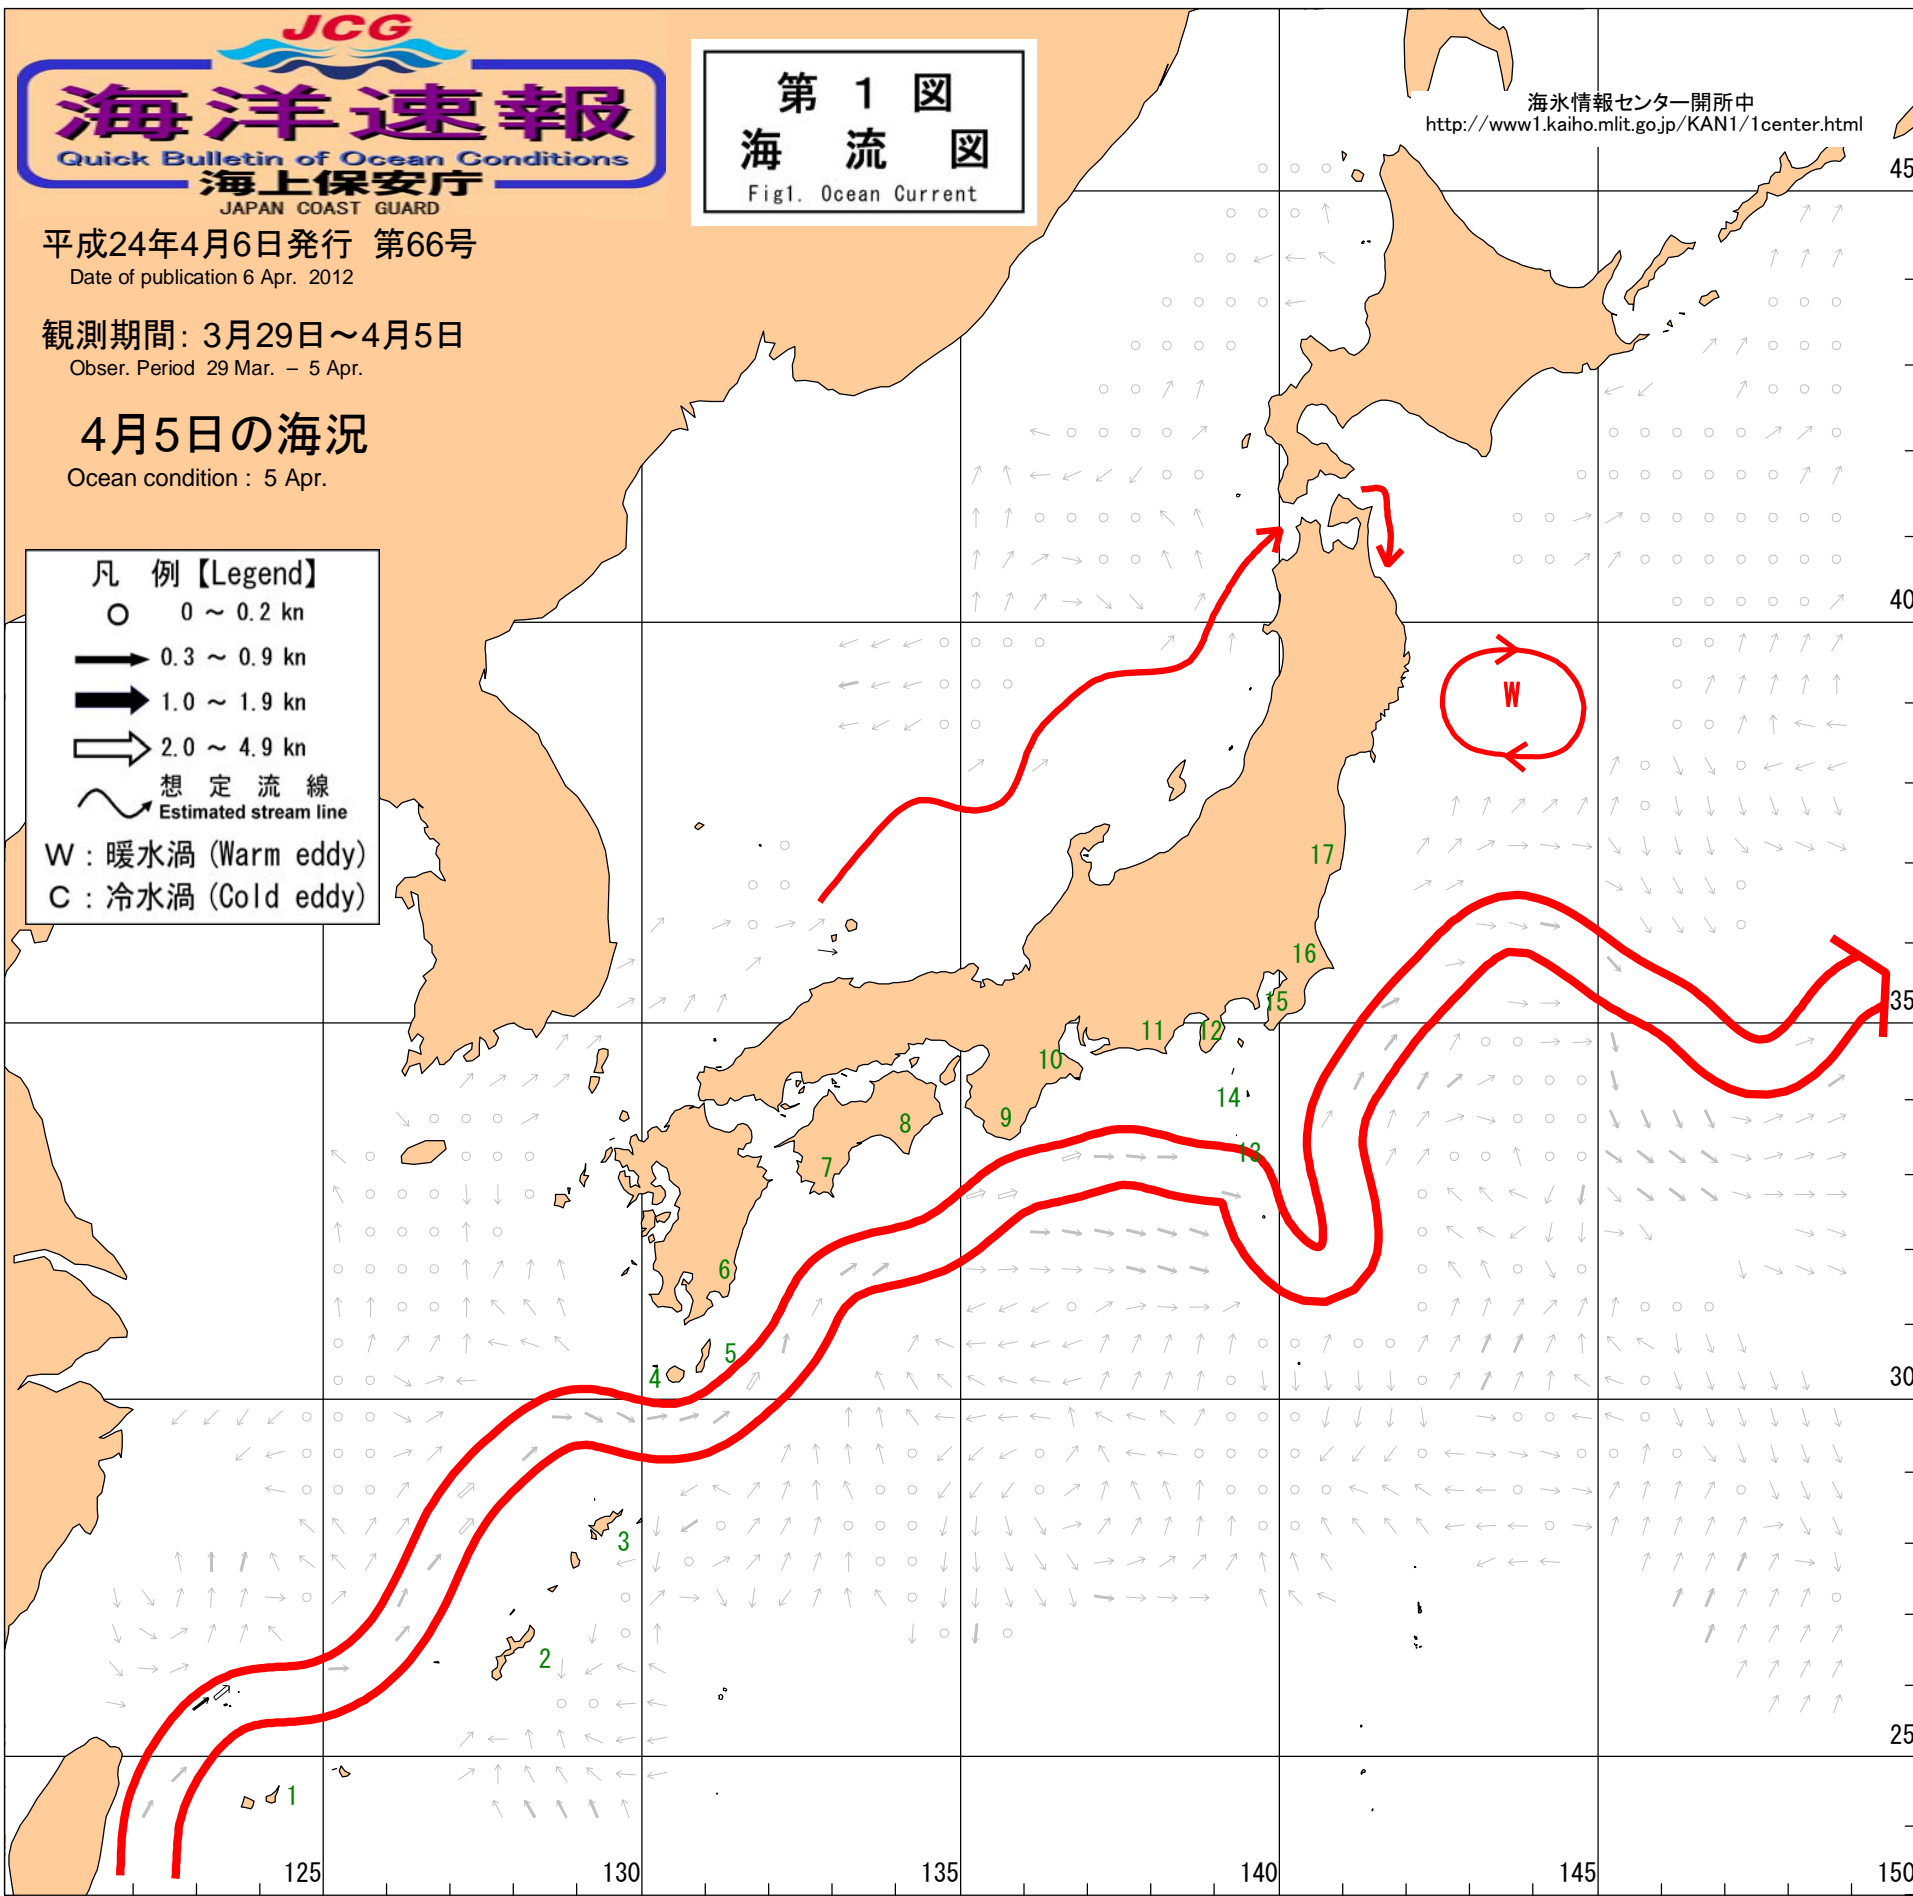 JCG
海洋速報
Quick Bulletin of Ocean Conditions
海上保安庁
JAPAN COAST GUARD
平成24年4月6日発行 第66号
Date of publication 6 Apr. 2012
観測期間: 3月29日～4月5日
Obser. Period 29 Mar. – 5 Apr.
4月5日の海況
Ocean condition : 5 Apr.
第 1 図
海 流 図
Fig1. Ocean Current
海氷情報センター開所中
http://www1.kaiho.mlit.go.jp/KAN1/1center.html
凡 例【Legend】
0 ～ 0.2 kn
0.3 ～ 0.9 kn
1.0 ～ 1.9 kn
2.0 ～ 4.9 kn
想 定 流 線
Estimated stream line
W : 暖水渦 (Warm eddy)
C : 冷水渦 (Cold eddy)
W
45
40
35
30
25
17
16
15
12
11
10
14
9
8
13
7
6
5
4
3
2
1
125
130
135
140
145
150